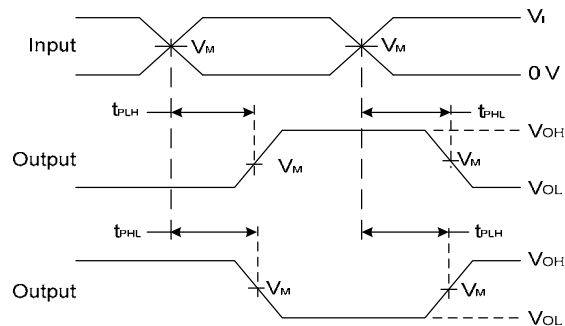 VI
Input VM VM
0 V
tPLH tPHL
VOH
Output VM VM
VOL
tPHL tPLH
VOH
Output VM VM
VOL